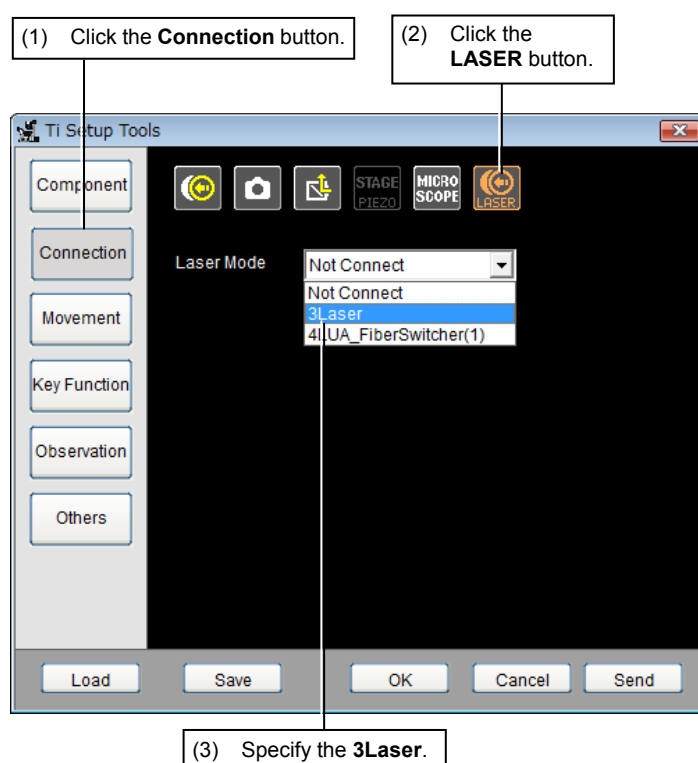 (1) Click the Connection button.
(2) Click the
LASER button.
Ti Setup Tools
Component
STAGE
PIEZO
MICRO
SCOPE
LASER
Connection
Laser Mode
Not Connect
Not Connect
3Laser
4LUA_FiberSwitcher(1)
Movement
Key Function
Observation
Others
Load
Save
OK
Cancel
Send
(3) Specify the 3Laser.